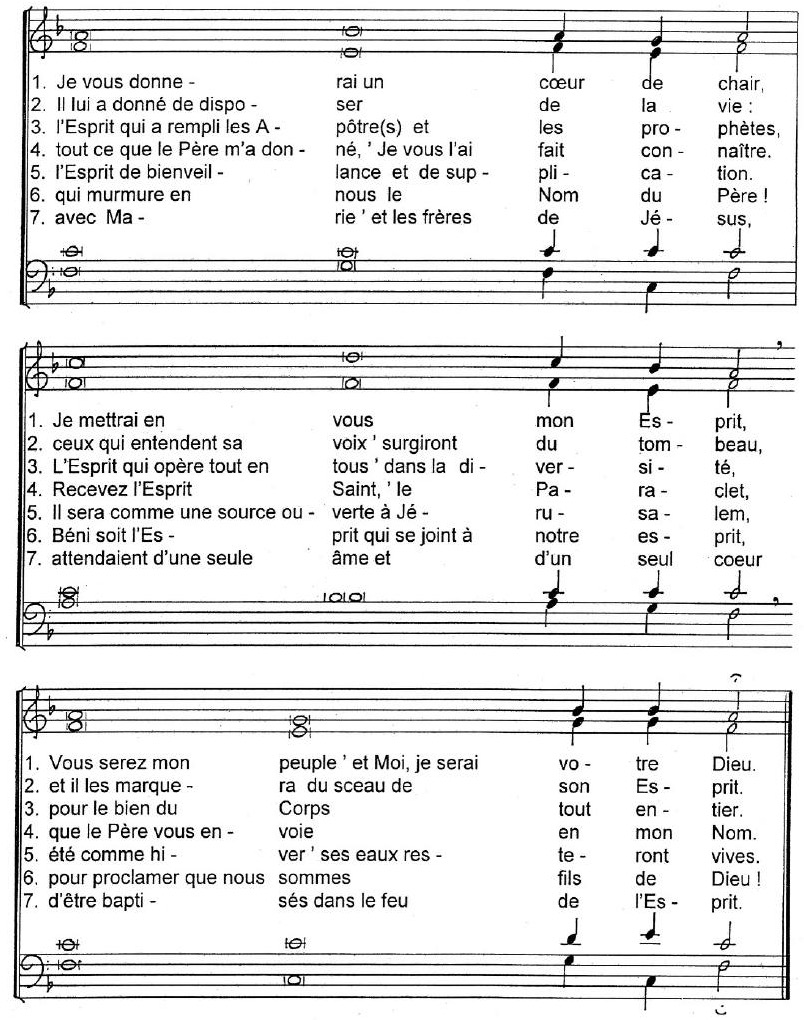 1. Je vous donne - rai un cœur de chair,
2. Il lui a donné de dispo - ser de la vie :
3. l'Esprit qui a rempli les A - pôtre(s) et les pro - phètes,
4. tout ce que le Père m'a don - né, ' Je vous l'ai fait con - naître.
5. l'Esprit de bienveil - lance et de sup - pli - ca - tion.
6. qui murmure en nous le Nom du Père !
7. avec Ma - rie ' et les frères de Jé - sus,
1. Je mettrai en vous mon Es - prit,
2. ceux qui entendent sa voix ' surgiront du tom - beau,
3. L'Esprit qui opère tout en tous ' dans la di - ver - si - té,
4. Recevez l'Esprit Saint, ' le Pa - ra - clet,
5. Il sera comme une source ou - verte à Jé - ru - sa - lem,
6. Béni soit l'Es - prit qui se joint à notre es - prit,
7. attendaient d'une seule âme et d'un seul coeur
1. Vous serez mon peuple ' et Moi, je serai vo - tre Dieu.
2. et il les marque - ra du sceau de son Es - prit.
3. pour le bien du Corps tout en - tier.
4. que le Père vous en - voie en mon Nom.
5. été comme hi - ver ' ses eaux res - te - ront vives.
6. pour proclamer que nous sommes fils de Dieu !
7. d'être bapti - sés dans le feu de l'Es - prit.